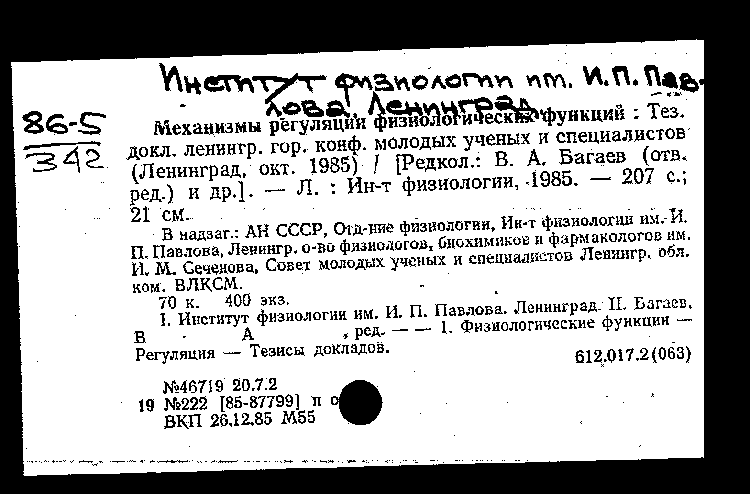 Институт физиологии им. И.П. Пав-
лова, Ленинград.
86-5
342
Механизмы регуляции физиологических функций : Тез.
докл. ленингр. гор. конф. молодых ученых и специалистов
(Ленинград, окт. 1985) / [Редкол.: В. А. Багаев (отв.
ред.) и др.]. — Л. : Ин-т физиологии, 1985. — 207 с.;
21 см.
В надзаг.: АН СССР, Отд-ние физиологии, Ин-т физиологии им. И.
П. Павлова, Ленингр. о-во физиологов, биохимиков и фармакологов им.
И. М. Сеченова, Совет молодых ученых и специалистов Ленингр. обл.
ком. ВЛКСМ.
70 к. 400 экз.
I. Институт физиологии им. И. П. Павлова. Ленинград. II. Багаев,
В А , ред. — — 1. Физиологические функции —
Регуляция — Тезисы докладов.
612.017.2(063)
№46719 20.7.2
19 №222 [85-87799] п о
ВКП 26.12.85 М55